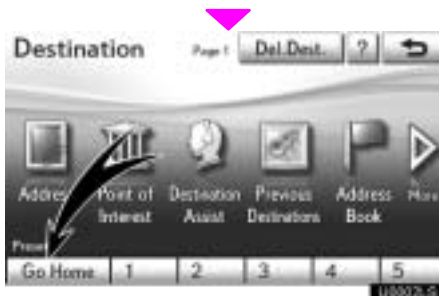 Destination Page 1 Del.Dest. ?
Address Point of Interest Destination Assist Previous Destinations Address Book More
Go Home 1 2 3 4 5